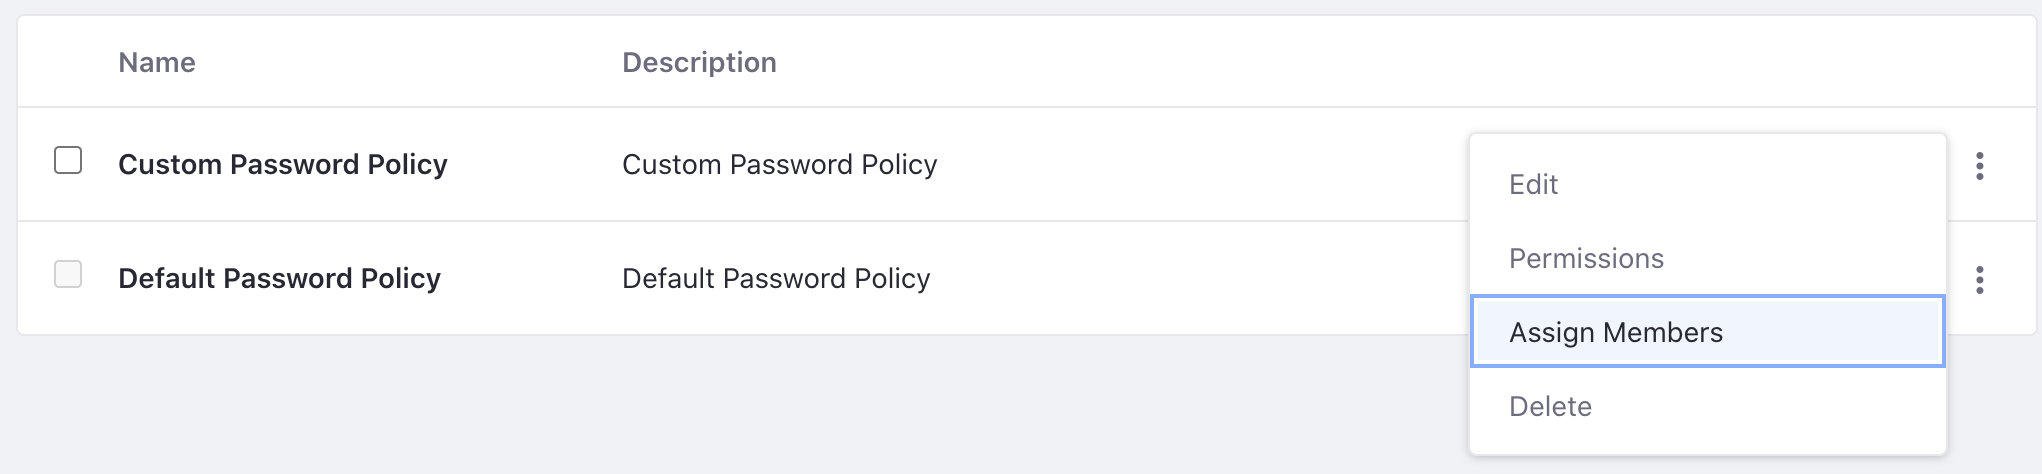 Name Description
Custom Password Policy Custom Password Policy
Default Password Policy Default Password Policy
Edit
Permissions
Assign Members
Delete